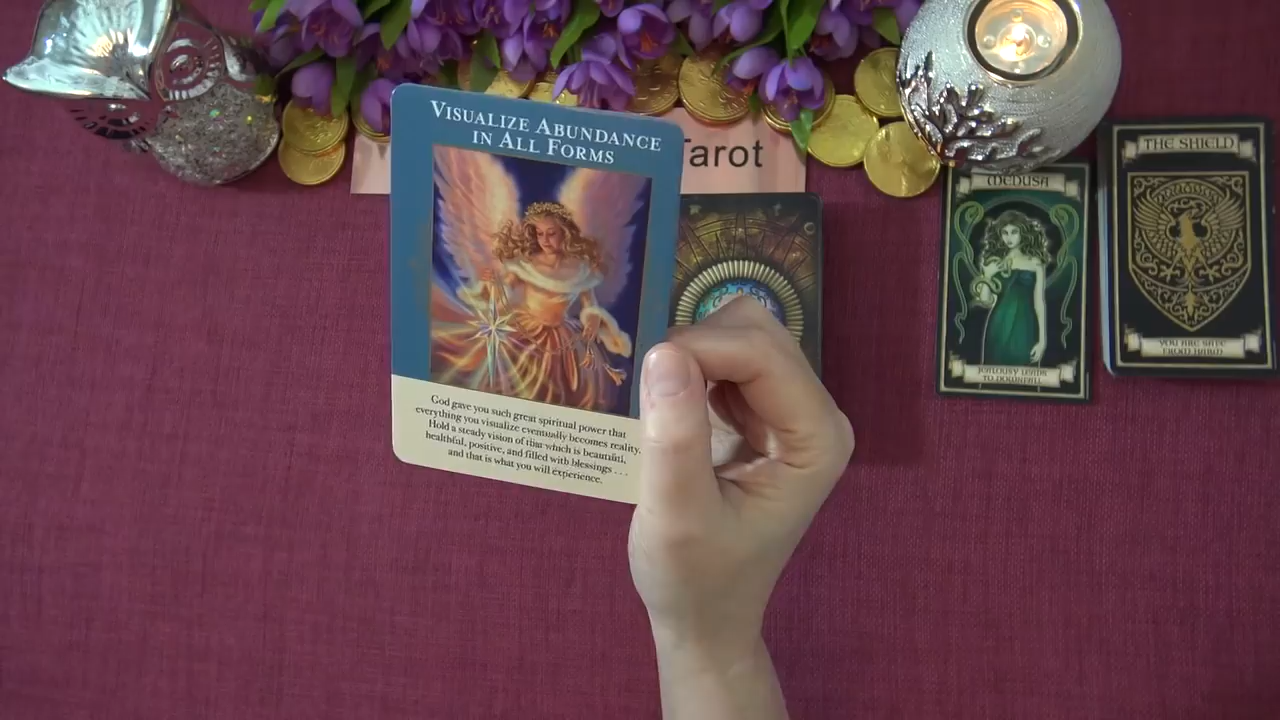 VISUALIZE ABUNDANCE
IN ALL FORMS
God gave you such great spiritual power that
everything you visualize eventually becomes reality.
Hold a steady vision of that which is beautiful,
healthful, positive, and filled with blessings . . .
and that is what you will experience.
Tarot
MEDUSA
JEALOUSY LEADS
TO DOWNFALL
THE SHIELD
YOU ARE SAFE
FROM HARM